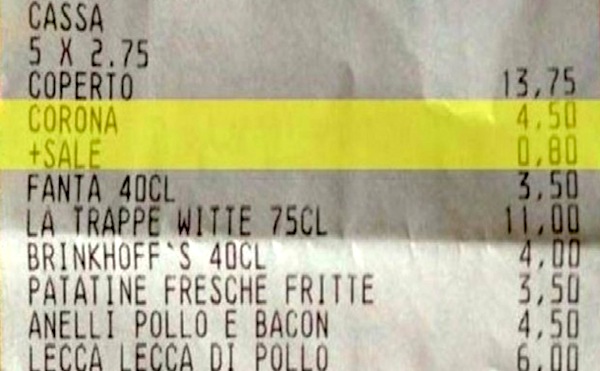 CASSA
5 X 2.75
COPERTO 13,75
CORONA 4,50
+SALE 0,80
FANTA 40CL 3,50
LA TRAPPE WITTE 75CL 11,00
BRINKHOFF`S 40CL 4,00
PATATINE FRESCHE FRITTE 3,50
ANELLI POLLO E BACON 4,50
LECCA LECCA DI POLLO 6,00